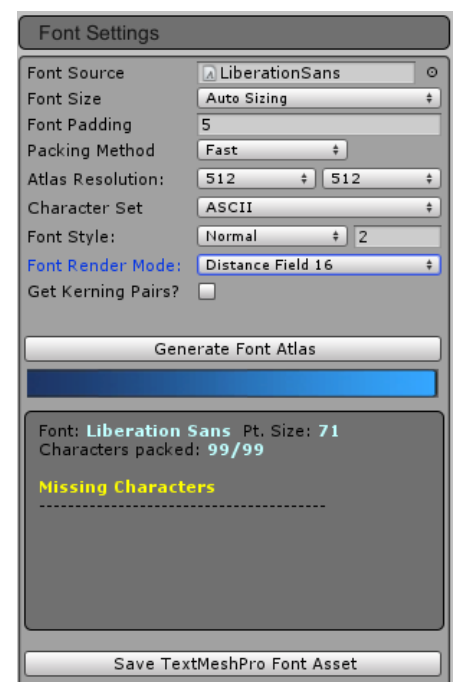 Font Settings
Font Source LiberationSans
Font Size Auto Sizing
Font Padding 5
Packing Method Fast
Atlas Resolution: 512 512
Character Set ASCII
Font Style: Normal 2
Font Render Mode: Distance Field 16
Get Kerning Pairs?
Generate Font Atlas
Font: Liberation Sans Pt. Size: 71
Characters packed: 99/99
Missing Characters
----------------------------------------
Save TextMeshPro Font Asset